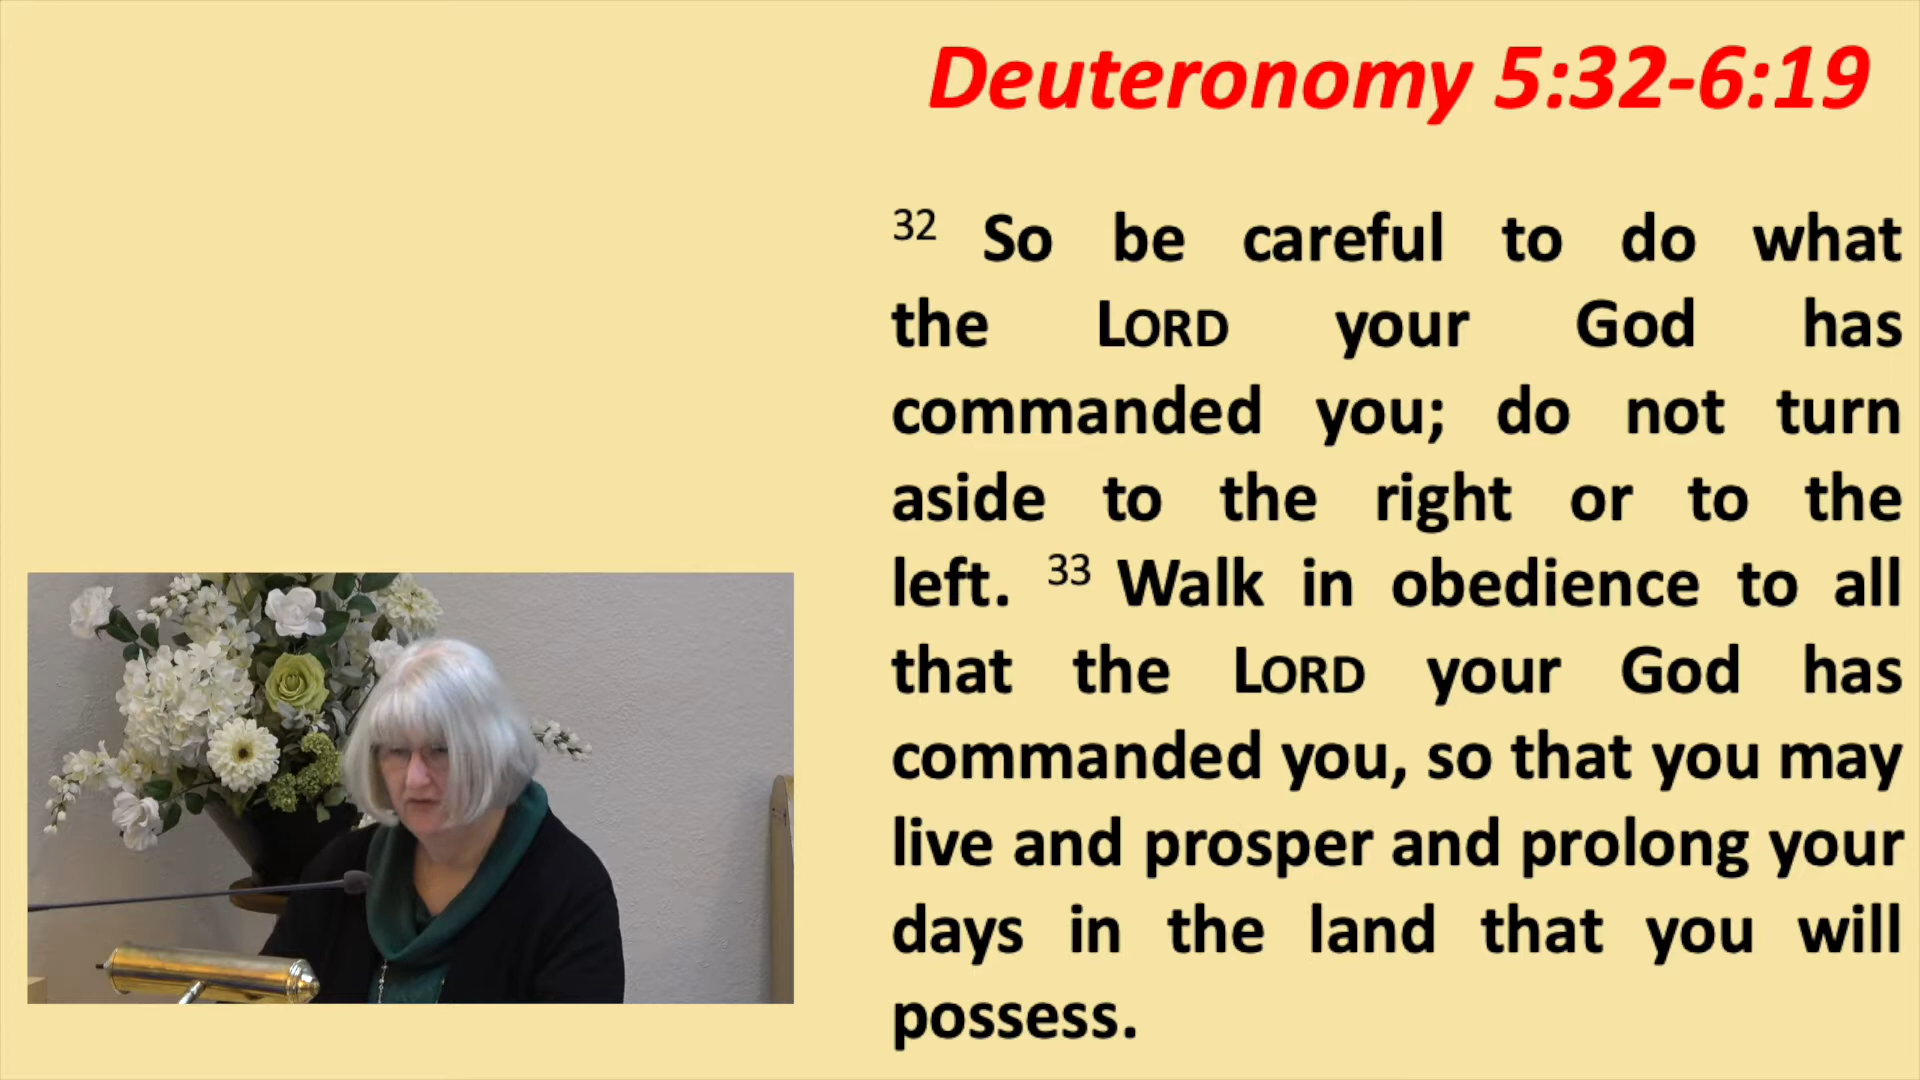 Deuteronomy 5:32-6:19
32 So be careful to do what
the LORD your God has
commanded you; do not turn
aside to the right or to the
left. 33 Walk in obedience to all
that the LORD your God has
commanded you, so that you may
live and prosper and prolong your
days in the land that you will
possess.